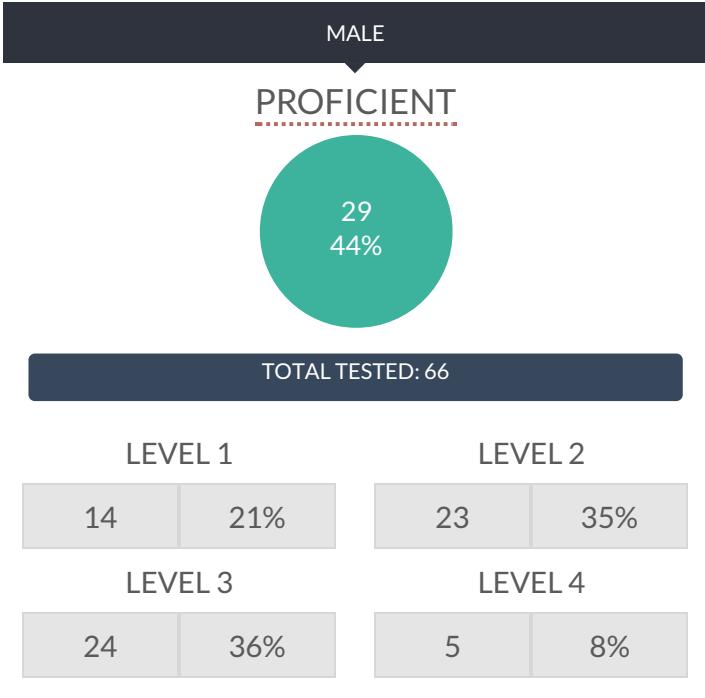 MALE
PROFICIENT
29
44%
TOTAL TESTED: 66
LEVEL 1
14 21%
LEVEL 2
23 35%
LEVEL 3
24 36%
LEVEL 4
5 8%